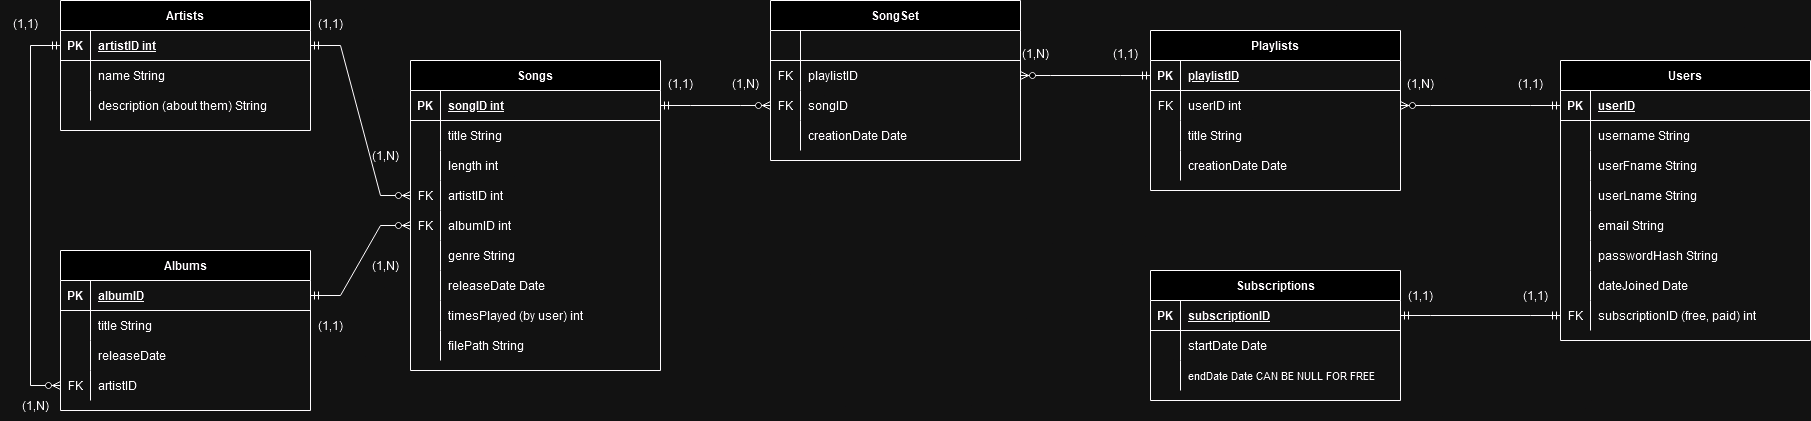 Artists
(1,1)
(1,1)
PK artistID int
name String
description (about them) String
Albums
PK albumID
title String
(1,1)
releaseDate
FK artistID
(1,N)
Songs
PK songID int
title String
length int
(1,N)
FK artistID int
FK albumID int
genre String
(1,N)
releaseDate Date
timesPlayed (by user) int
filePath String
(1,1)
(1,N)
SongSet
FK playlistID
FK songID
creationDate Date
(1,N)
(1,1)
Playlists
PK playlistID
FK userID int
title String
creationDate Date
(1,N)
(1,1)
Users
PK userID
username String
userFname String
userLname String
email String
passwordHash String
dateJoined Date
FK subscriptionID (free, paid) int
Subscriptions
(1,1)
(1,1)
PK subscriptionID
startDate Date
endDate Date CAN BE NULL FOR FREE